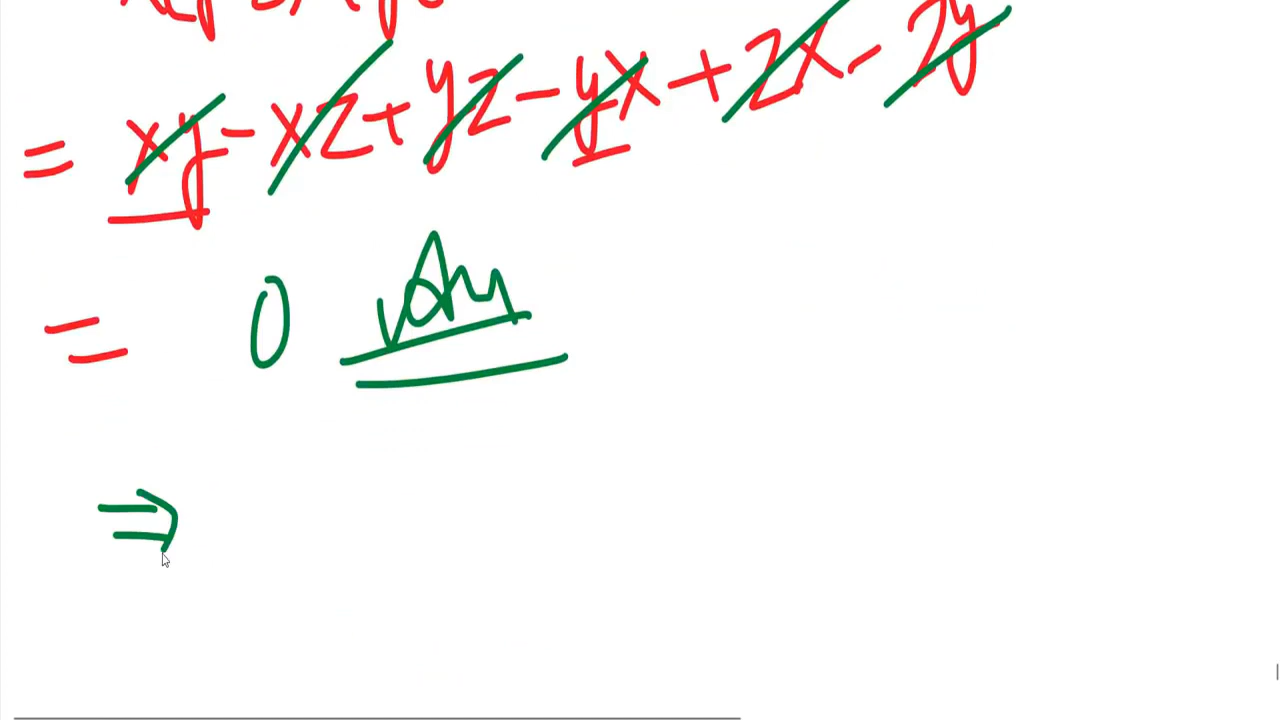 = xy - xz + yz - yx + zx - zy
= 0 Ans
⇒